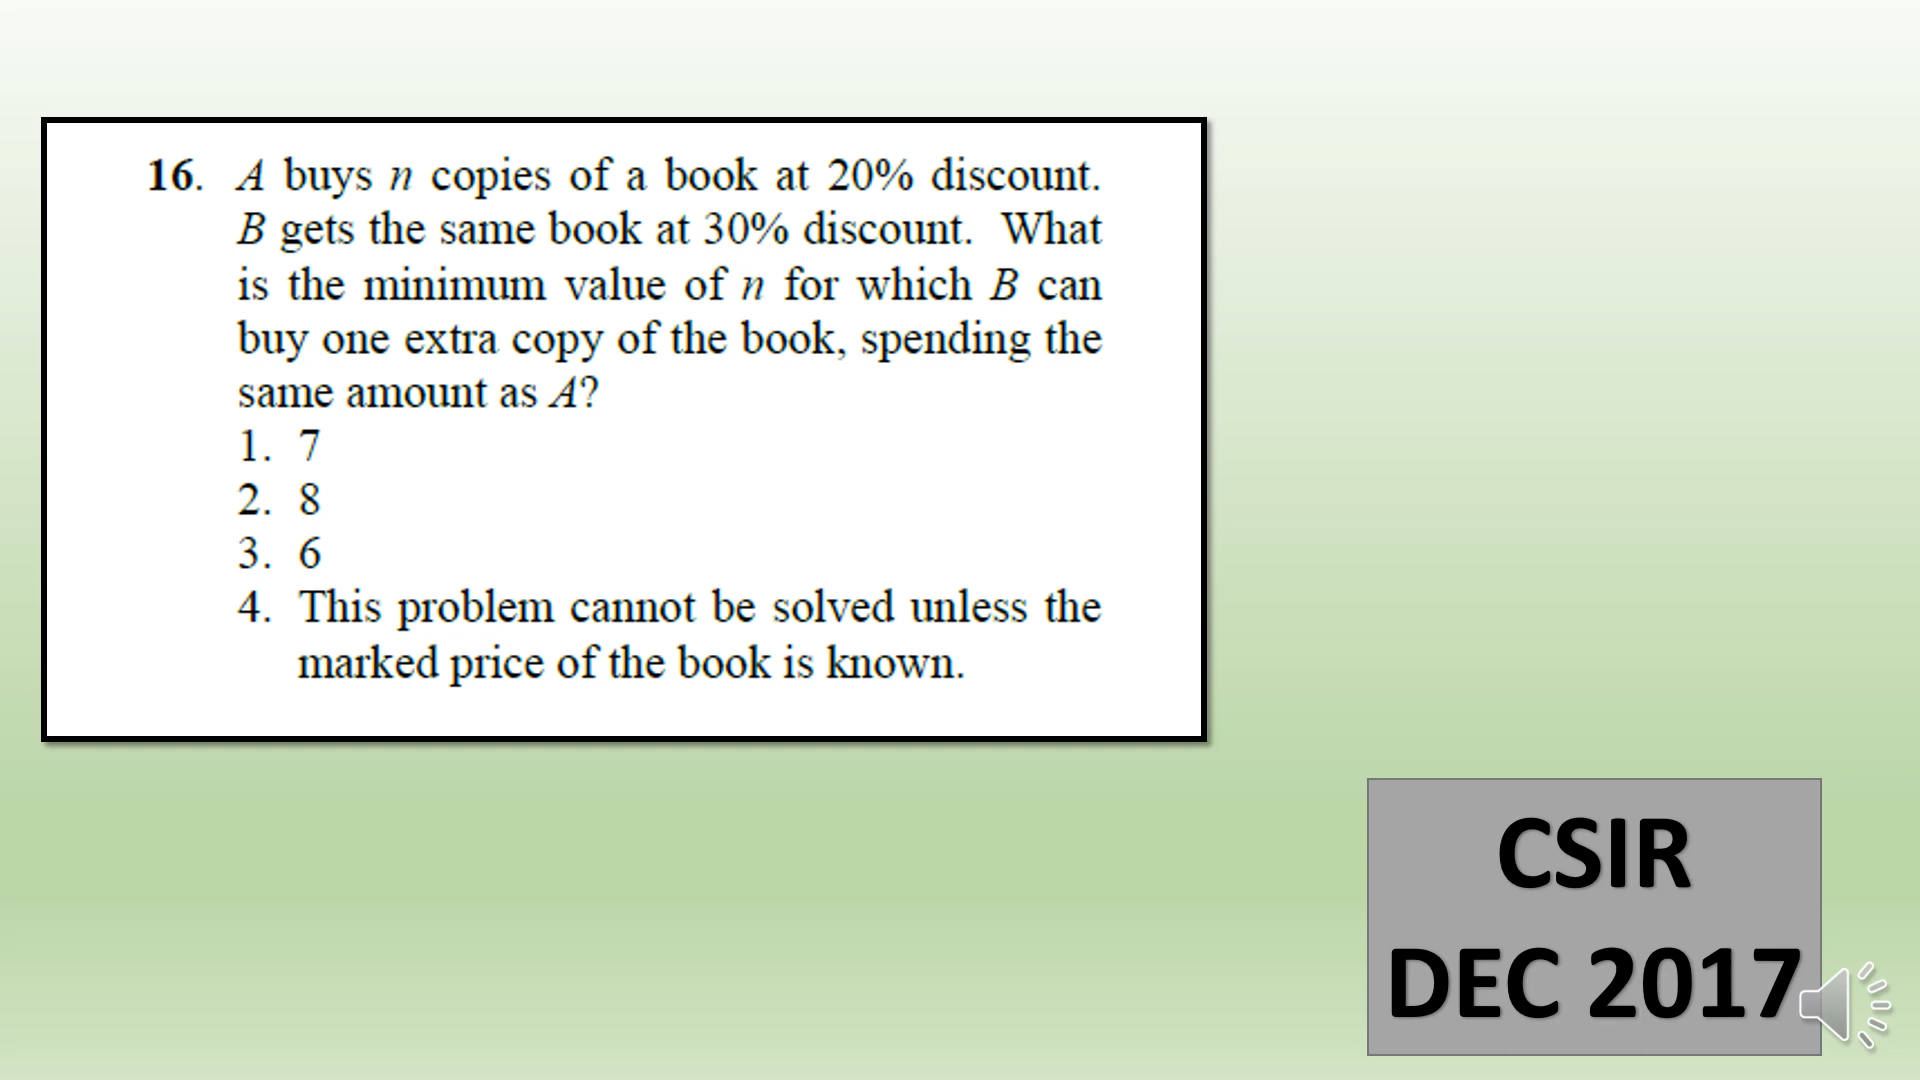 16. A buys n copies of a book at 20% discount.
B gets the same book at 30% discount. What
is the minimum value of n for which B can
buy one extra copy of the book, spending the
same amount as A?
1. 7
2. 8
3. 6
4. This problem cannot be solved unless the
marked price of the book is known.
CSIR
DEC 2017